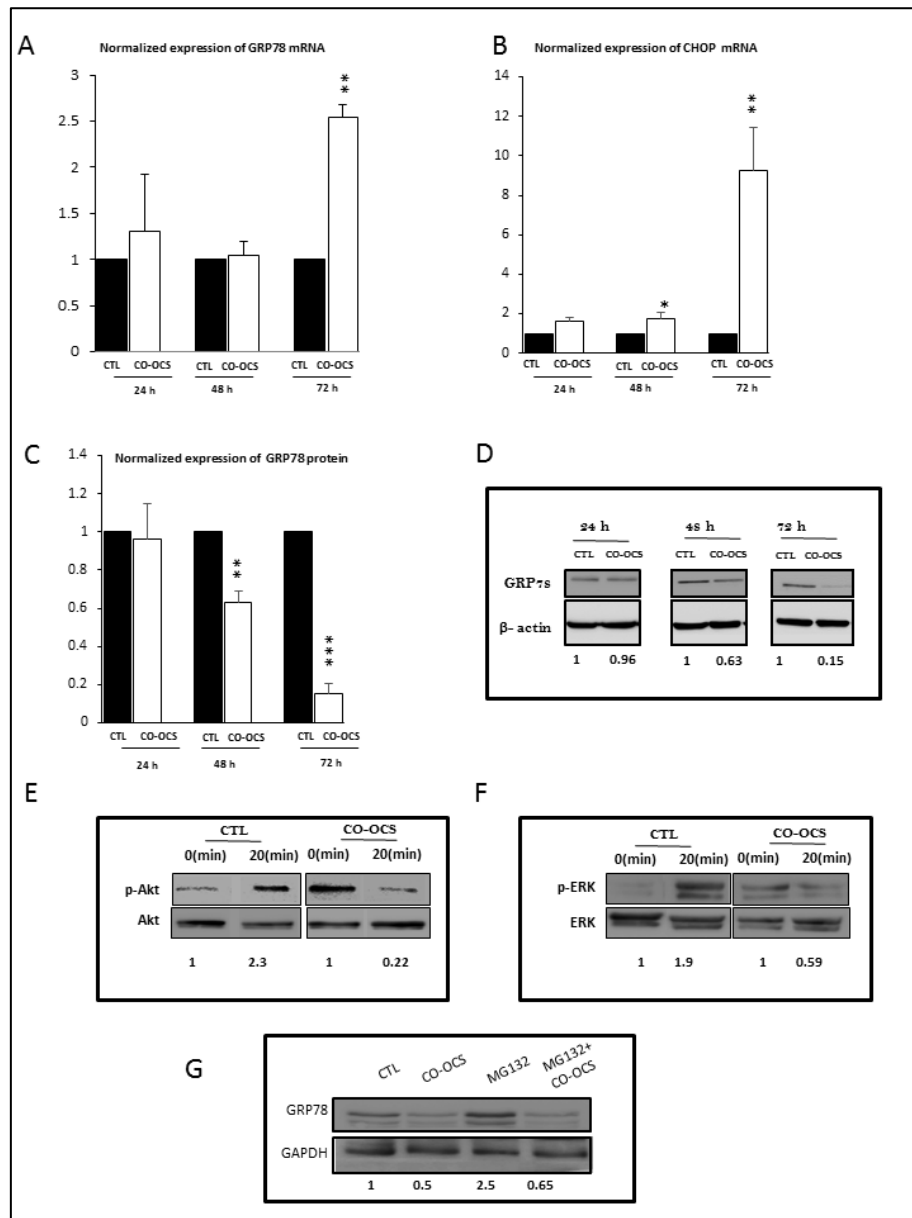 A
Normalized expression of GRP78 mRNA
3
2.5
2
1.5
1
0.5
0
**
CTL CO-OCS CTL CO-OCS CTL CO-OCS
24 h 48 h 72 h
B
Normalized expression of CHOP mRNA
14
12
10
8
6
4
2
0
*
**
CTL CO-OCS CTL CO-OCS CTL CO-OCS
24 h 48 h 72 h
C
Normalized expression of GRP78 protein
1.4
1.2
1
0.8
0.6
0.4
0.2
0
**
***
CTL CO-OCS CTL CO-OCS CTL CO-OCS
24 h 48 h 72 h
D
24 h 48 h 72 h
CTL CO-OCS CTL CO-OCS CTL CO-OCS
GRP78
β- actin
1 0.96 1 0.63 1 0.15
E
CTL CO-OCS
0(min) 20(min) 0(min) 20(min)
p-Akt
Akt
1 2.3 1 0.22
F
CTL CO-OCS
0(min) 20(min) 0(min) 20(min)
p-ERK
ERK
1 1.9 1 0.59
G
CTL CO-OCS MG132 MG132+ CO-OCS
GRP78
GAPDH
1 0.5 2.5 0.65